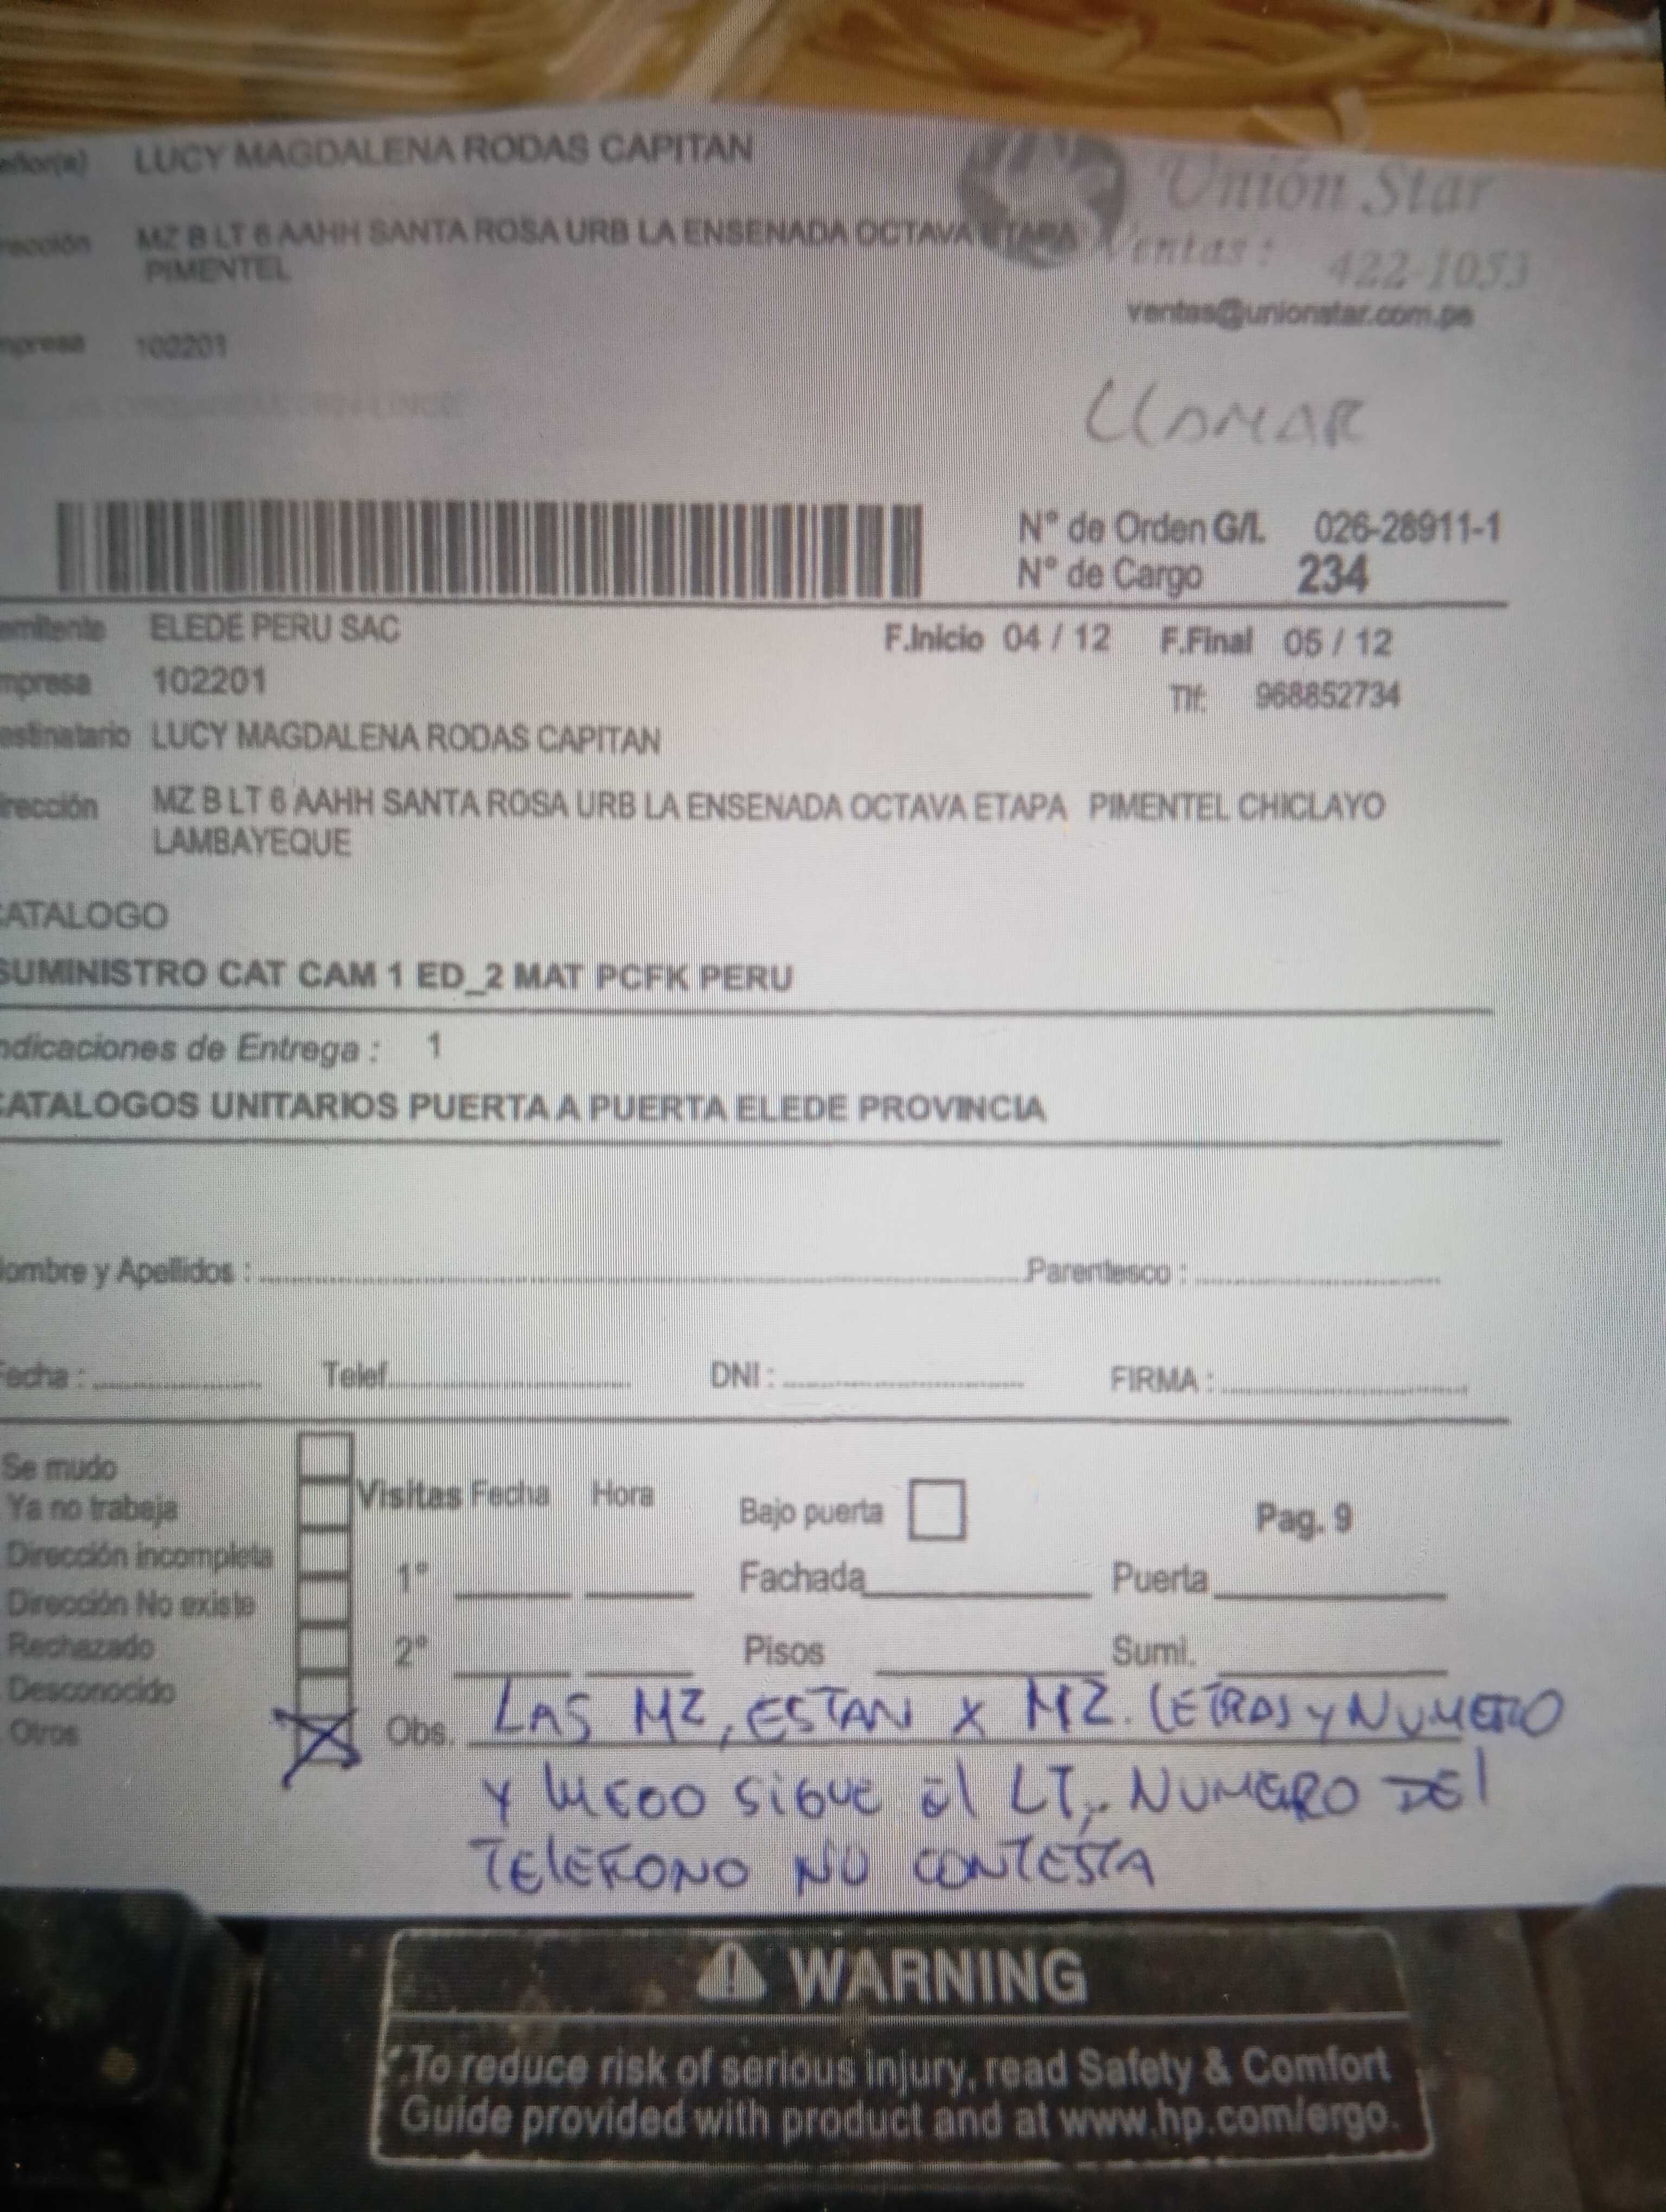 LUCY MAGDALENA RODAS CAPITAN
Unión Star
MZ B LT 6 AAHH SANTA ROSA URB LA ENSENADA OCTAVA ETAPA
Ventas: 422-1053
PIMENTEL
ventas@unionstar.com.pe
102201
LLAMAR
N° de Orden G/L 026-28911-1
N° de Cargo 234
ELEDE PERU SAC
F.Inicio 04 / 12 F.Final 05 / 12
mpresa 102201
Tlf: 968852734
estinatario LUCY MAGDALENA RODAS CAPITAN
irección MZ B LT 6 AAHH SANTA ROSA URB LA ENSENADA OCTAVA ETAPA PIMENTEL CHICLAYO
LAMBAYEQUE
CATALOGO
SUMINISTRO CAT CAM 1 ED_2 MAT PCFK PERU
ndicaciones de Entrega : 1
CATALOGOS UNITARIOS PUERTA A PUERTA ELEDE PROVINCIA
ombre y Apellidos : Parentesco :
Fecha : Telef. DNI : FIRMA :
Se mudo
Ya no trabaja
Dirección incompleta
Dirección No existe
Rechazado
Desconocido
Otros
Visitas Fecha Hora
Bajo puerta
Pag. 9
1° Fachada Puerta
2° Pisos Sumi.
Obs. LAS MZ, ESTAN X MZ. LETRAS Y NUMERO
Y LUEGO SIGUE El LT,. NUMERO DEl
TElEFONO NO CONTESTA
WARNING
To reduce risk of serious injury, read Safety & Comfort
Guide provided with product and at www.hp.com/ergo.